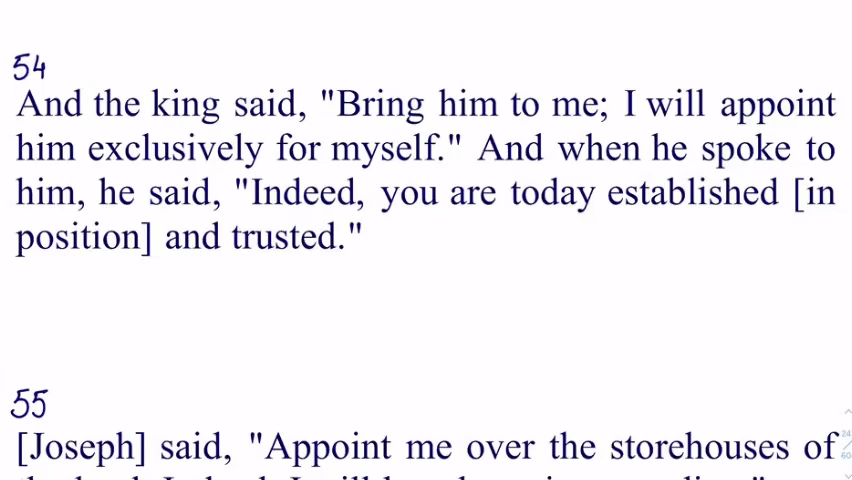 54
And the king said, "Bring him to me; I will appoint
him exclusively for myself." And when he spoke to
him, he said, "Indeed, you are today established [in
position] and trusted."
55
[Joseph] said, "Appoint me over the storehouses of
24
60